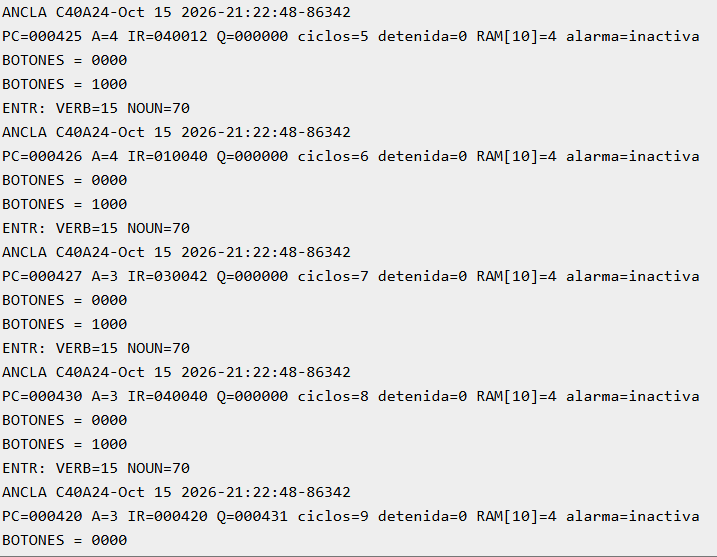 ANCLA C40A24-Oct 15 2026-21:22:48-86342
PC=000425 A=4 IR=040012 Q=000000 ciclos=5 detenida=0 RAM[10]=4 alarma=inactiva
BOTONES = 0000
BOTONES = 1000
ENTR: VERB=15 NOUN=70
ANCLA C40A24-Oct 15 2026-21:22:48-86342
PC=000426 A=4 IR=010040 Q=000000 ciclos=6 detenida=0 RAM[10]=4 alarma=inactiva
BOTONES = 0000
BOTONES = 1000
ENTR: VERB=15 NOUN=70
ANCLA C40A24-Oct 15 2026-21:22:48-86342
PC=000427 A=3 IR=030042 Q=000000 ciclos=7 detenida=0 RAM[10]=4 alarma=inactiva
BOTONES = 0000
BOTONES = 1000
ENTR: VERB=15 NOUN=70
ANCLA C40A24-Oct 15 2026-21:22:48-86342
PC=000430 A=3 IR=040040 Q=000000 ciclos=8 detenida=0 RAM[10]=4 alarma=inactiva
BOTONES = 0000
BOTONES = 1000
ENTR: VERB=15 NOUN=70
ANCLA C40A24-Oct 15 2026-21:22:48-86342
PC=000420 A=3 IR=000420 Q=000431 ciclos=9 detenida=0 RAM[10]=4 alarma=inactiva
BOTONES = 0000